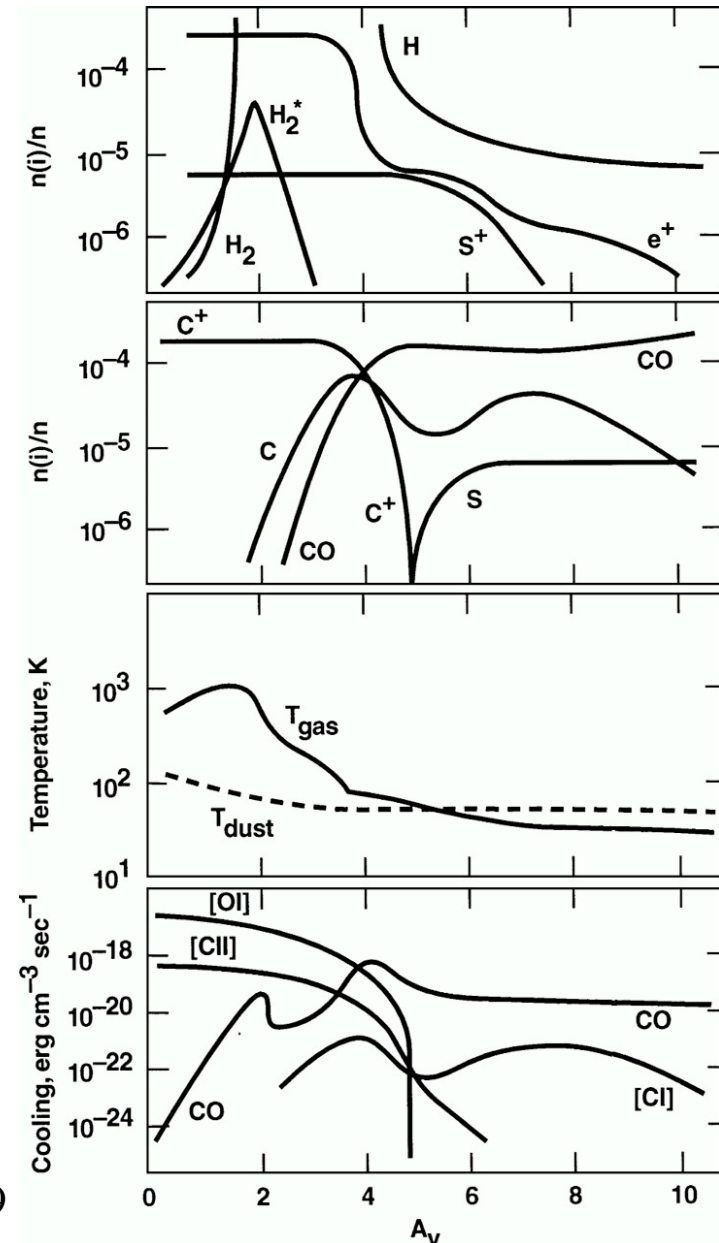 n(i)/n
10⁻⁴
10⁻⁵
10⁻⁶
H
H₂*
H₂
S⁺
e⁺
n(i)/n
10⁻⁴
10⁻⁵
10⁻⁶
C⁺
CO
C
C⁺
S
CO
Temperature, K
10³
10²
10¹
T_gas
T_dust
Cooling, erg cm⁻³ sec⁻¹
10⁻¹⁸
10⁻²⁰
10⁻²²
10⁻²⁴
[OI]
[CII]
CO
CO
[CI]
0 2 4 6 8 10
A_v
)